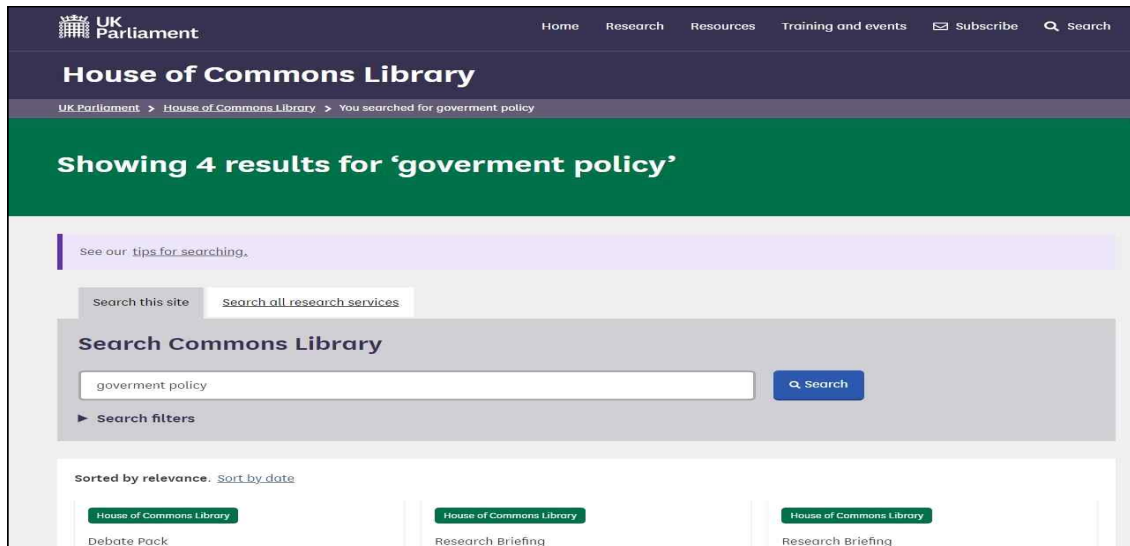 UK
Parliament
Home Research Resources Training and events Subscribe Search
House of Commons Library
UK Parliament > House of Commons Library > You searched for goverment policy
Showing 4 results for ‘goverment policy’
See our tips for searching.
Search this site Search all research services
Search Commons Library
goverment policy Search
► Search filters
Sorted by relevance. Sort by date
House of Commons Library House of Commons Library House of Commons Library
Debate Pack Research Briefing Research Briefing